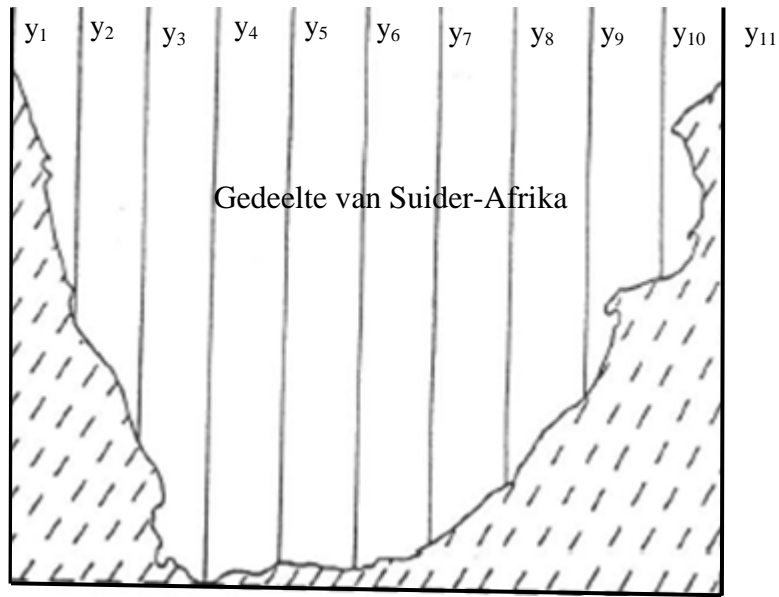 y₁ y₂ y₃ y₄ y₅ y₆ y₇ y₈ y₉ y₁₀ y₁₁
Gedeelte van Suider-Afrika